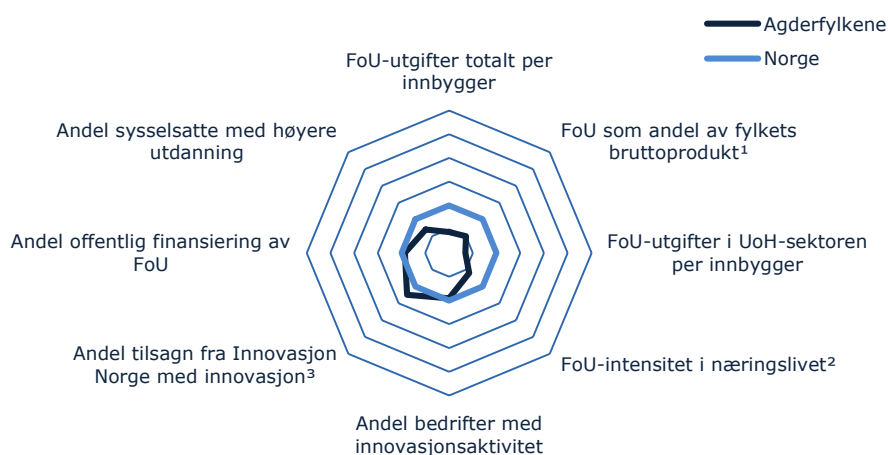 Agderfylkene
Norge
FoU-utgifter totalt per
innbygger
FoU som andel av fylkets
bruttoprodukt¹
FoU-utgifter i UoH-sektoren
per innbygger
FoU-intensitet i næringslivet²
Andel bedrifter med
innovasjonsaktivitet
Andel tilsagn fra Innovasjon
Norge med innovasjon³
Andel offentlig finansiering av
FoU
Andel sysselsatte med høyere
utdanning